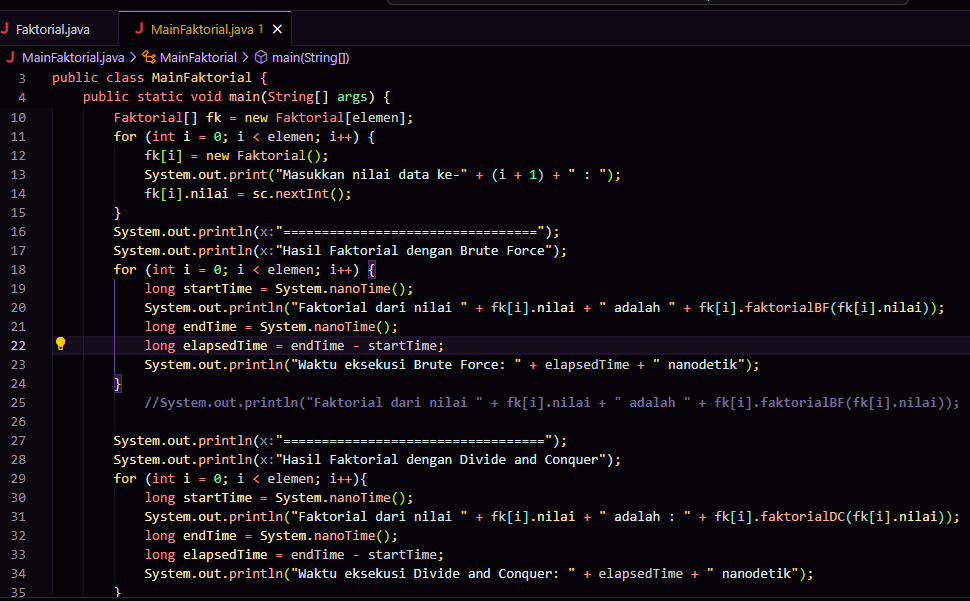 Faktorial.java
MainFaktorial.java 1
MainFaktorial.java > MainFaktorial > main(String[])
3 public class MainFaktorial {
4 public static void main(String[] args) {
10 Faktorial[] fk = new Faktorial[elemen];
11 for (int i = 0; i < elemen; i++) {
12 fk[i] = new Faktorial();
13 System.out.print("Masukkan nilai data ke-" + (i + 1) + " : ");
14 fk[i].nilai = sc.nextInt();
15 }
16 System.out.println(x:"=================================");
17 System.out.println(x:"Hasil Faktorial dengan Brute Force");
18 for (int i = 0; i < elemen; i++) {
19 long startTime = System.nanoTime();
20 System.out.println("Faktorial dari nilai " + fk[i].nilai + " adalah " + fk[i].faktorialBF(fk[i].nilai));
21 long endTime = System.nanoTime();
22 long elapsedTime = endTime - startTime;
23 System.out.println("Waktu eksekusi Brute Force: " + elapsedTime + " nanodetik");
24 }
25 //System.out.println("Faktorial dari nilai " + fk[i].nilai + " adalah " + fk[i].faktorialBF(fk[i].nilai));
26
27 System.out.println(x:"==================================");
28 System.out.println(x:"Hasil Faktorial dengan Divide and Conquer");
29 for (int i = 0; i < elemen; i++){
30 long startTime = System.nanoTime();
31 System.out.println("Faktorial dari nilai " + fk[i].nilai + " adalah : " + fk[i].faktorialDC(fk[i].nilai));
32 long endTime = System.nanoTime();
33 long elapsedTime = endTime - startTime;
34 System.out.println("Waktu eksekusi Divide and Conquer: " + elapsedTime + " nanodetik");
35 }